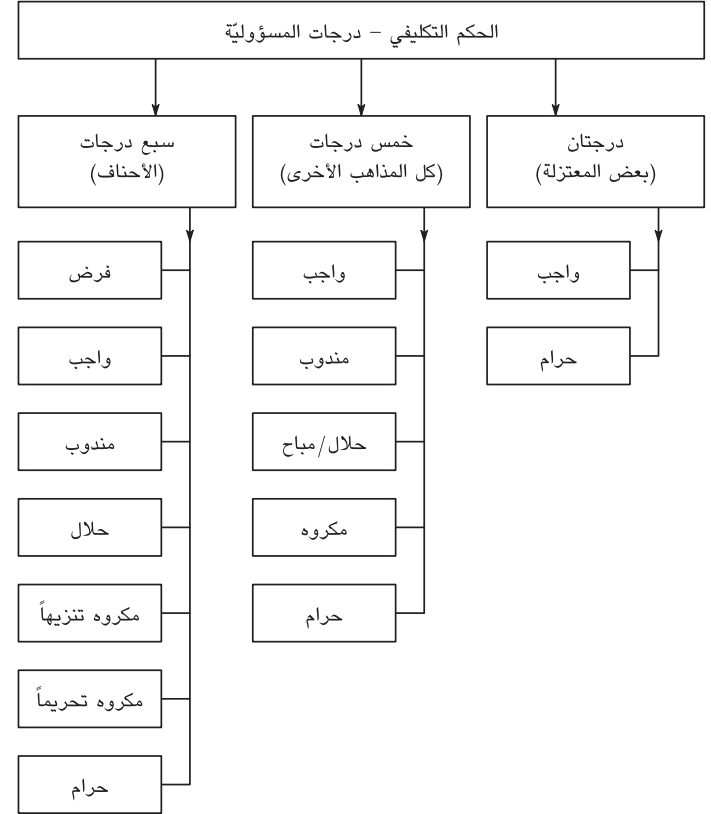 الحكم التكليفي – درجات المسؤوليّة
درجتان
(بعض المعتزلة)
واجب
حرام
خمس درجات
(كل المذاهب الأخرى)
واجب
مندوب
حلال/مباح
مكروه
حرام
سبع درجات
(الأحناف)
فرض
واجب
مندوب
حلال
مكروه تنزيهاً
مكروه تحريماً
حرام